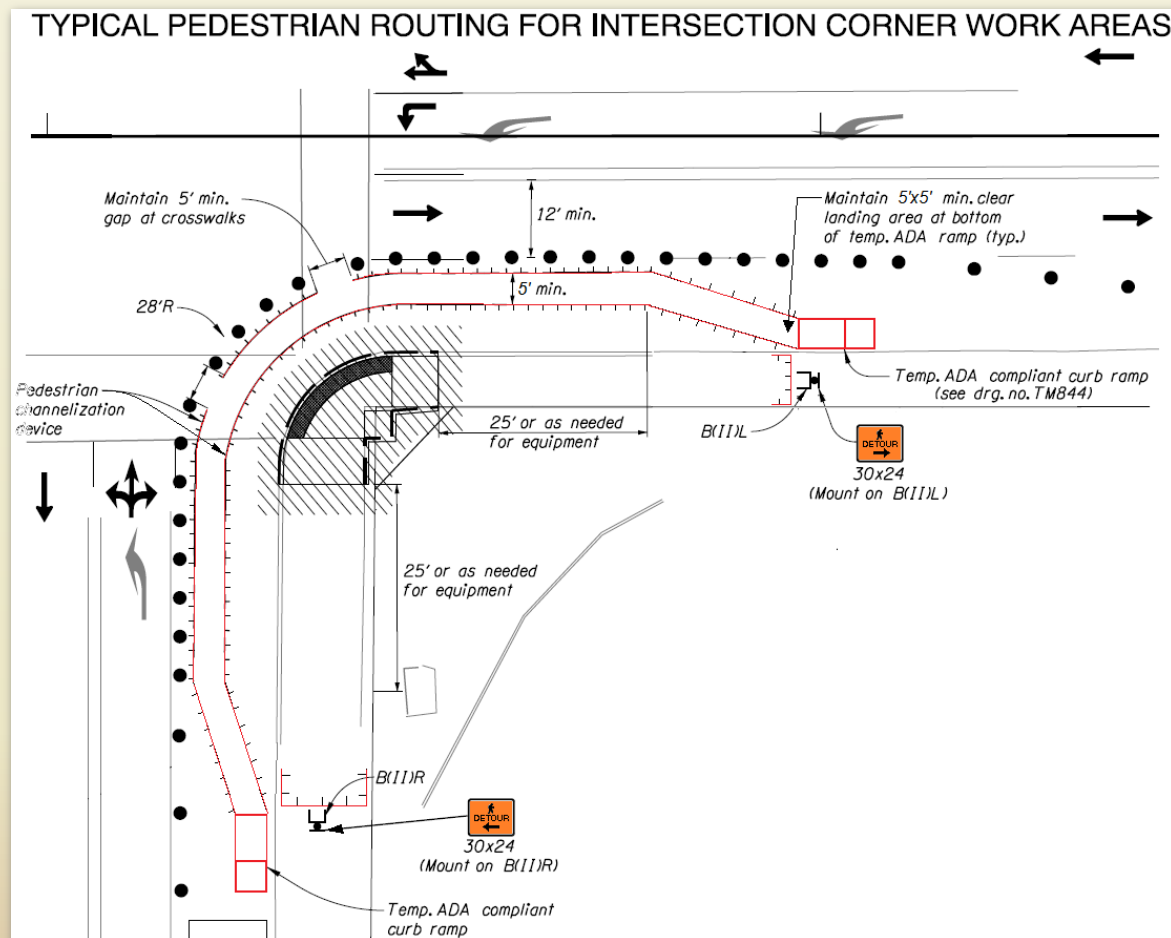 TYPICAL PEDESTRIAN ROUTING FOR INTERSECTION CORNER WORK AREAS
Maintain 5' min.
gap at crosswalks
12' min.
Maintain 5'x5' min. clear
landing area at bottom
of temp. ADA ramp (typ.)
28'R
5' min.
Pedestrian
channelization
device
Temp. ADA compliant curb ramp
(see drg. no. TM844)
25' or as needed
for equipment
B(II)L
DETOUR
30x24
(Mount on B(II)L)
25' or as needed
for equipment
B(II)R
DETOUR
30x24
(Mount on B(II)R)
Temp. ADA compliant
curb ramp